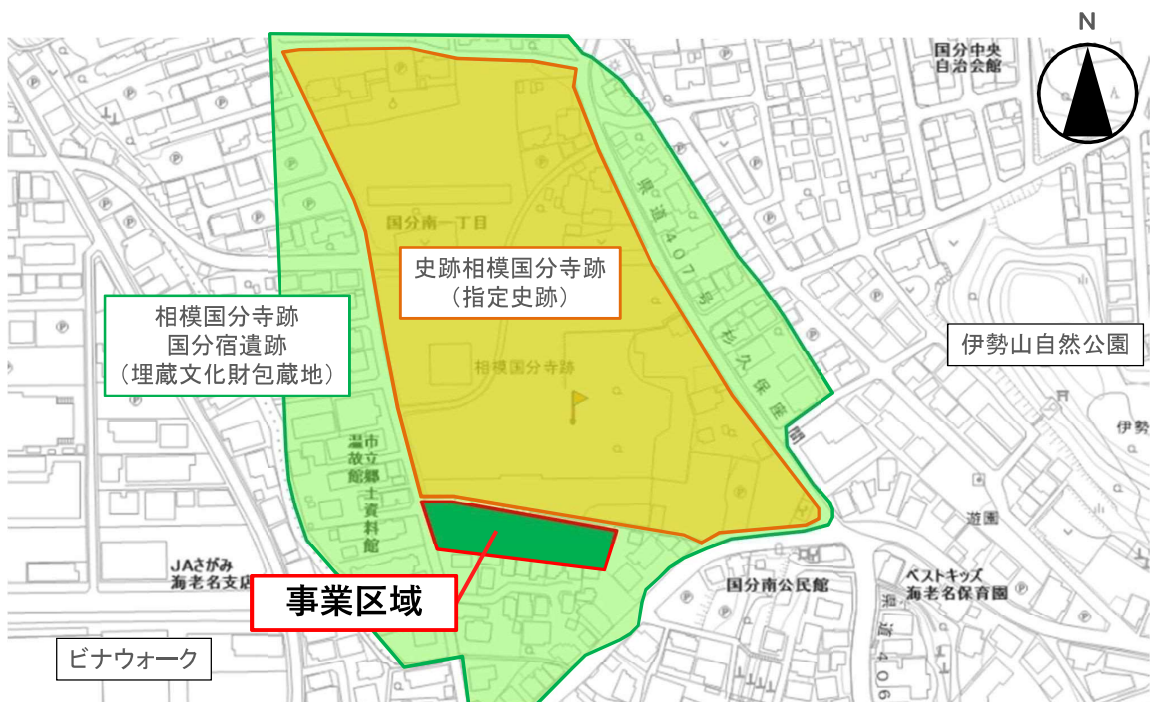 N
国分中央
自治会館
県道407号
杉久保座間
国分南一丁目
史跡相模国分寺跡
（指定史跡）
相模国分寺跡
国分宿遺跡
（埋蔵文化財包蔵地）
伊勢山自然公園
相模国分寺跡
伊勢
市立郷土資料館
温故館
遊園
JAさがみ
海老名支店
事業区域
国分南公民館
ベストキッズ
海老名保育園
県道406
ビナウォーク